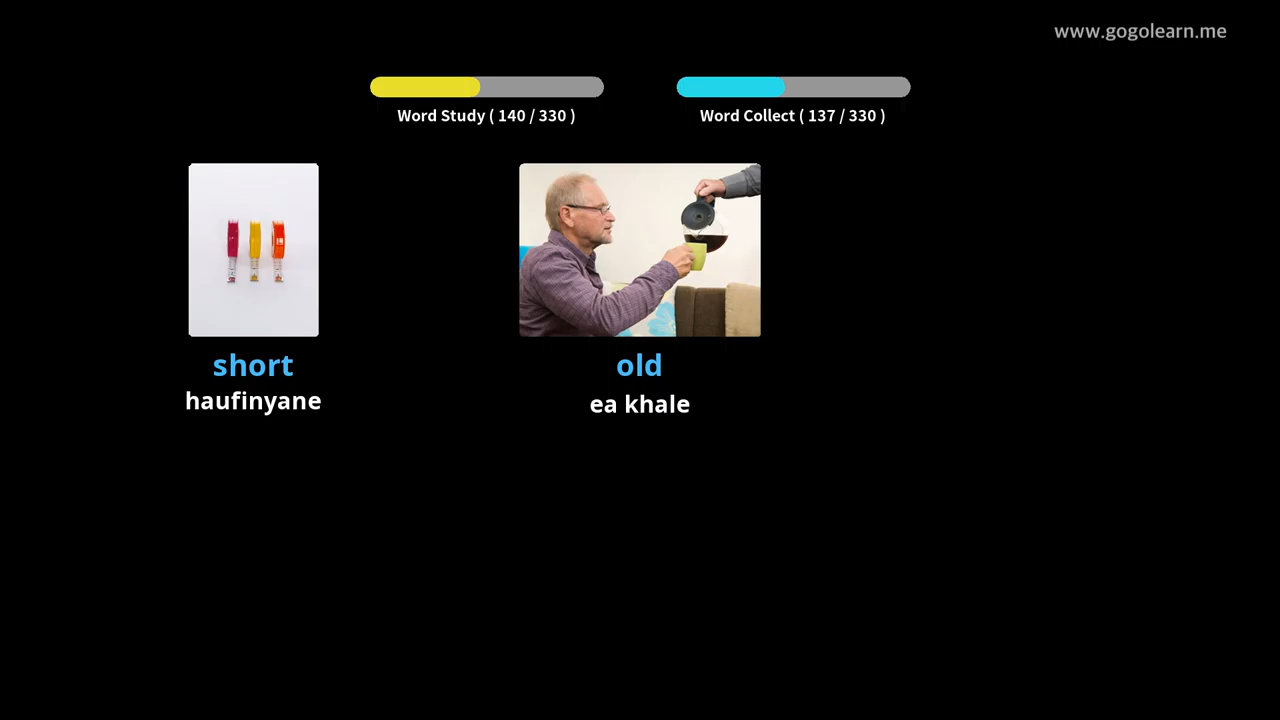 www.gogolearn.me
Word Study ( 140 / 330 )
Word Collect ( 137 / 330 )
short
haufinyane
old
ea khale